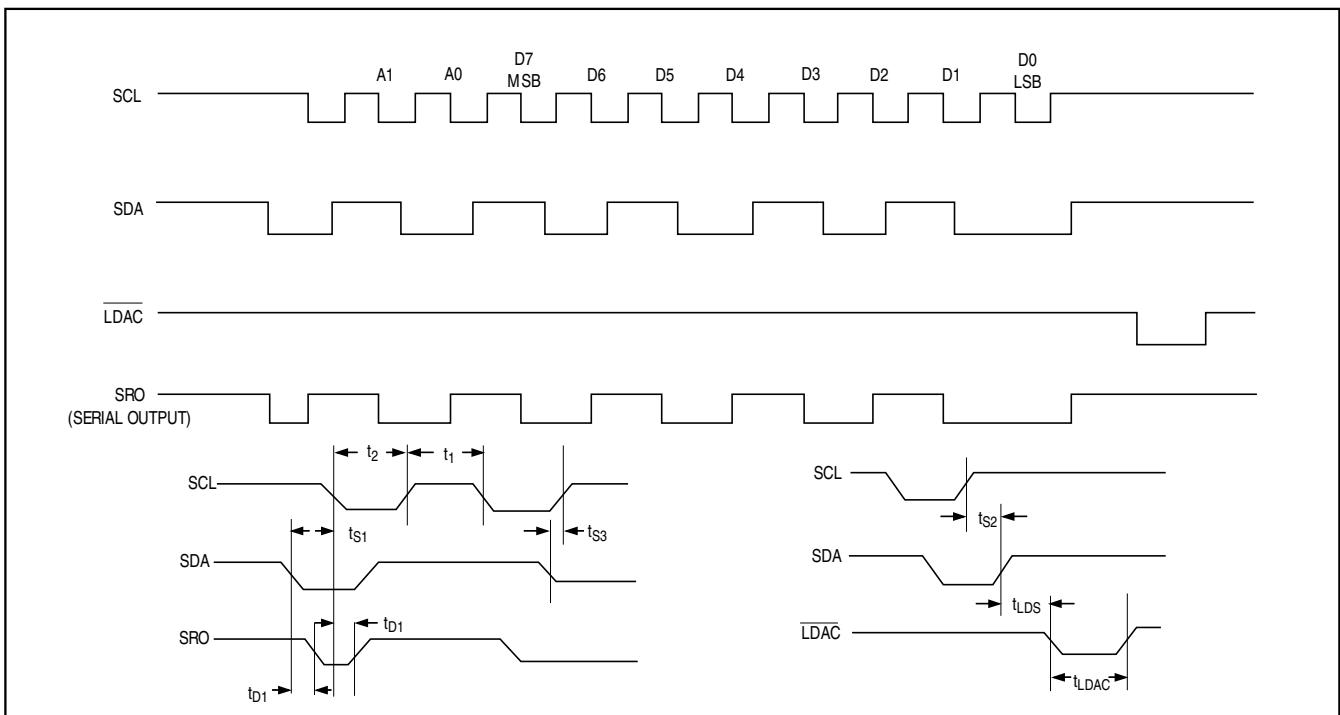 A1 A0 D7 D6 D5 D4 D3 D2 D1 D0
MSB LSB
SCL
SDA
LDAC
SRO
(SERIAL OUTPUT)
t2 t1
SCL
tS1 tS3
SDA
SRO
tD1
tD1
SCL
tS2
SDA
tLDS
LDAC
tLDAC